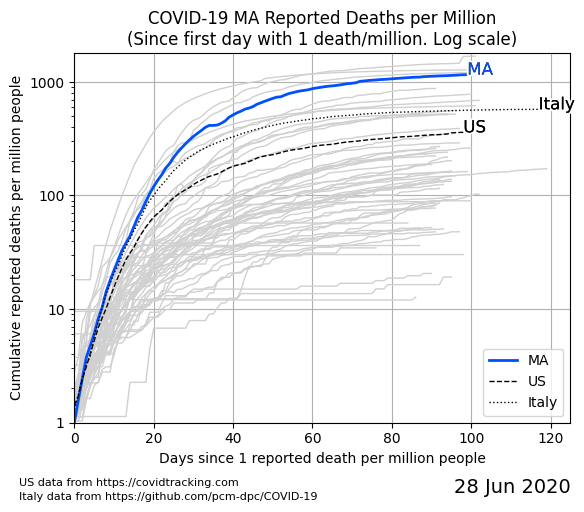 COVID-19 MA Reported Deaths per Million
(Since first day with 1 death/million. Log scale)
Cumulative reported deaths per million people
1000
100
10
1
MA
Italy
US
MA
US
Italy
0 20 40 60 80 100 120
Days since 1 reported death per million people
US data from https://covidtracking.com
Italy data from https://github.com/pcm-dpc/COVID-19
28 Jun 2020